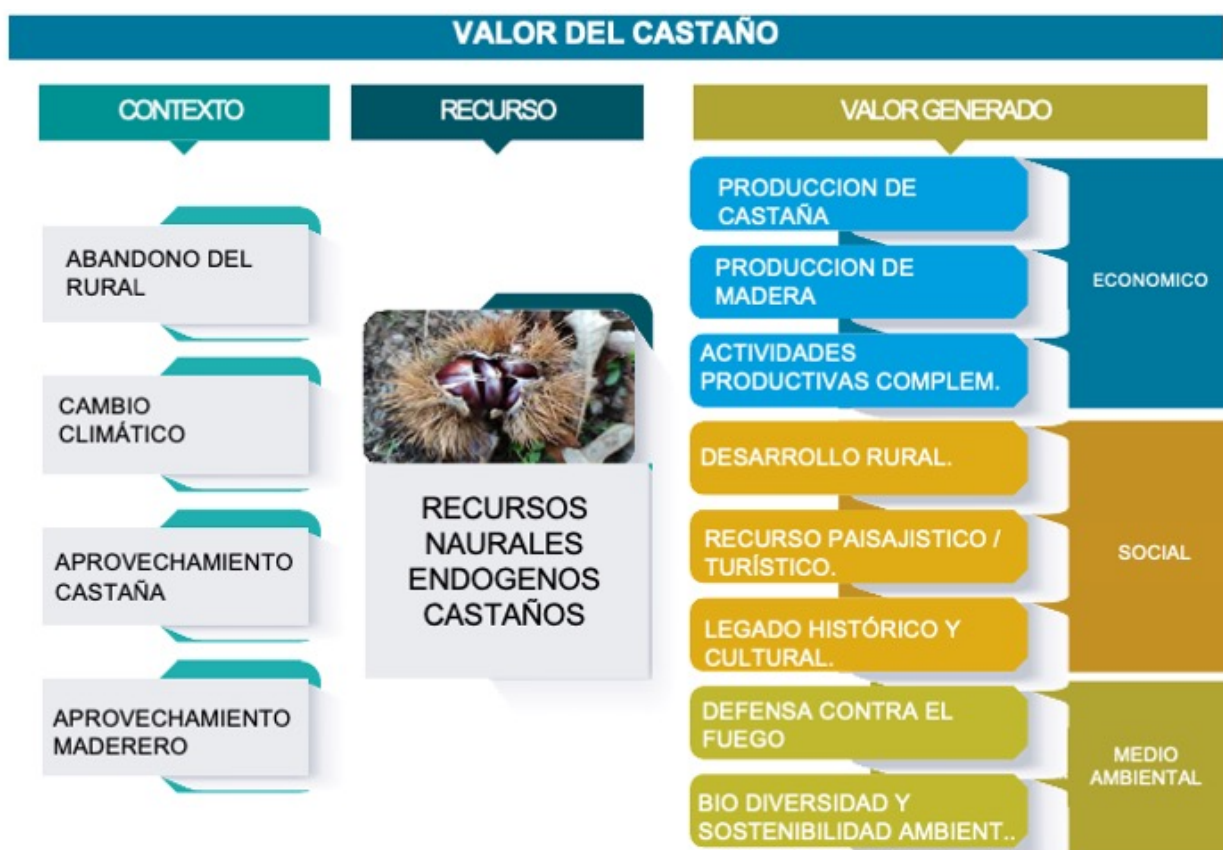 VALOR DEL CASTAÑO
CONTEXTO
RECURSO
VALOR GENERADO
ABANDONO DEL
RURAL
CAMBIO
CLIMÁTICO
APROVECHAMIENTO
CASTAÑA
APROVECHAMIENTO
MADERERO
RECURSOS
NAURALES
ENDOGENOS
CASTAÑOS
PRODUCCION DE
CASTAÑA
PRODUCCION DE
MADERA
ACTIVIDADES
PRODUCTIVAS COMPLEM.
ECONOMICO
DESARROLLO RURAL.
RECURSO PAISAJISTICO /
TURÍSTICO.
LEGADO HISTÓRICO Y
CULTURAL.
SOCIAL
DEFENSA CONTRA EL
FUEGO
BIO DIVERSIDAD Y
SOSTENIBILIDAD AMBIENT..
MEDIO
AMBIENTAL